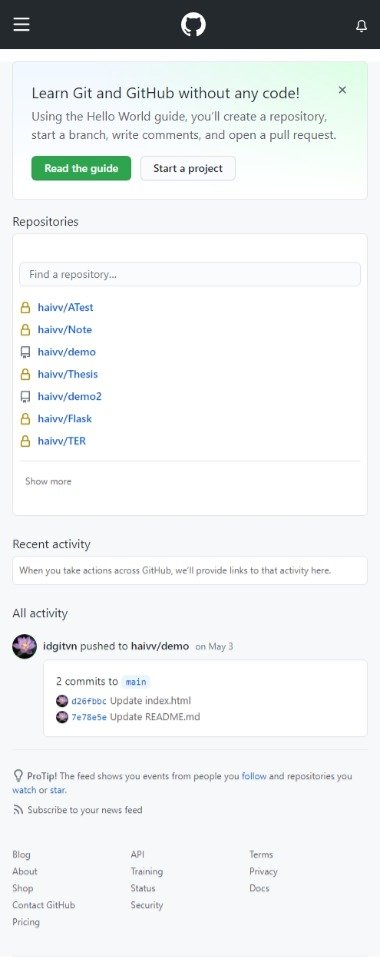 Learn Git and GitHub without any code!
Using the Hello World guide, you'll create a repository,
start a branch, write comments, and open a pull request.
Read the guide
Start a project
Repositories
Find a repository...
haivv/ATest
haivv/Note
haivv/demo
haivv/Thesis
haivv/demo2
haivv/Flask
haivv/TER
Show more
Recent activity
When you take actions across GitHub, we'll provide links to that activity here.
All activity
idgitvn pushed to haivv/demo on May 3
2 commits to main
d26fbbc Update index.html
7e78e5e Update README.md
ProTip! The feed shows you events from people you follow and repositories you
watch or star.
Subscribe to your news feed
Blog API Terms
About Training Privacy
Shop Status Docs
Contact GitHub Security
Pricing